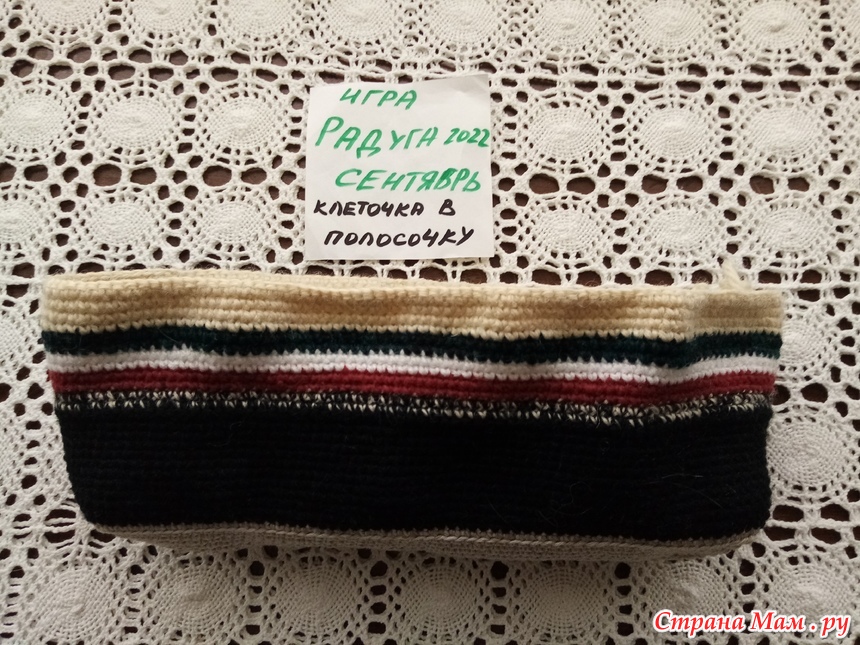 ИГРА
РАДУГА 2022
СЕНТЯБРЬ
КЛЕТОЧКА В
ПОЛОСОЧКУ
Страна Мам.ру